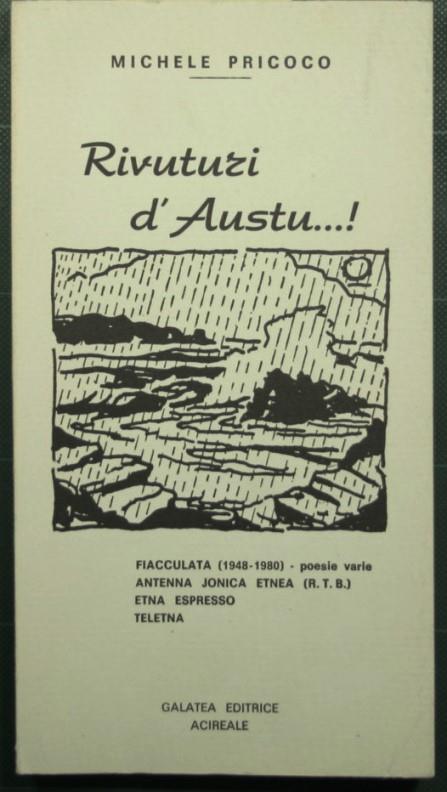 MICHELE PRICOCO
Rivuturi
d'Austu...!
FIACCULATA (1948-1980) - poesie varie
ANTENNA JONICA ETNEA (R.T.B.)
ETNA ESPRESSO
TELETNA
GALATEA EDITRICE
ACIREALE